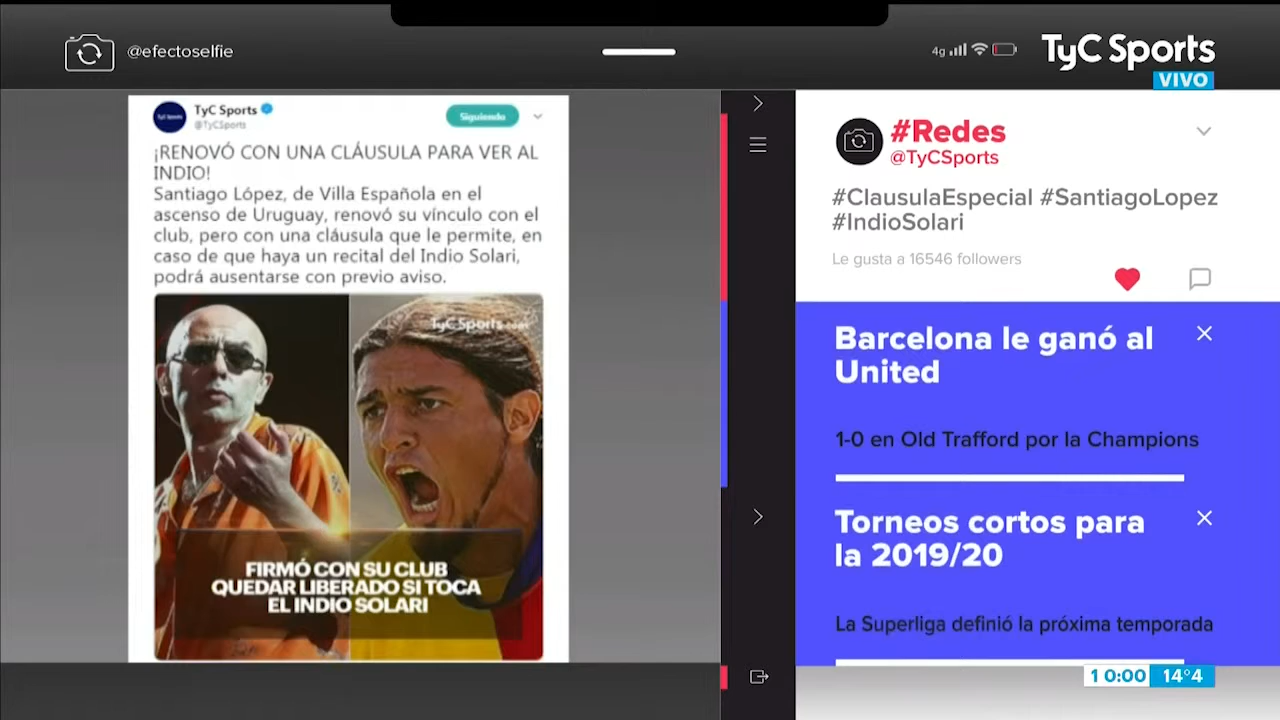 @efectoselfie
4g
TyC Sports
VIVO
TyC Sports
@TyCSports
Siguiendo
¡RENOVÓ CON UNA CLÁUSULA PARA VER AL
INDIO!
Santiago López, de Villa Española en el
ascenso de Uruguay, renovó su vínculo con el
club, pero con una cláusula que le permite, en
caso de que haya un recital del Indio Solari,
podrá ausentarse con previo aviso.
TyC Sports.com
FIRMÓ CON SU CLUB
QUEDAR LIBERADO SI TOCA
EL INDIO SOLARI
#Redes
@TyCSports
#ClausulaEspecial #SantiagoLopez
#IndioSolari
Le gusta a 16546 followers
Barcelona le ganó al
United
1-0 en Old Trafford por la Champions
Torneos cortos para
la 2019/20
La Superliga definió la próxima temporada
10:00 14°4